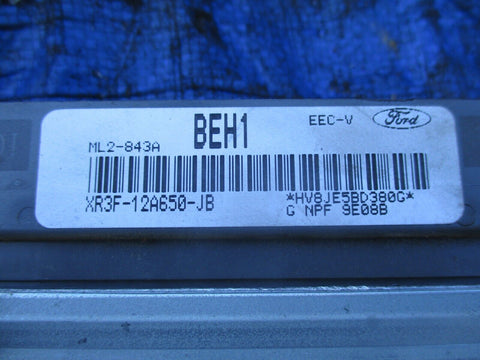 BEH1 EEC-V Ford
ML2-843A
XR3F-12A650-JB *HV8JE5BD380G*
G NPF 9E08B